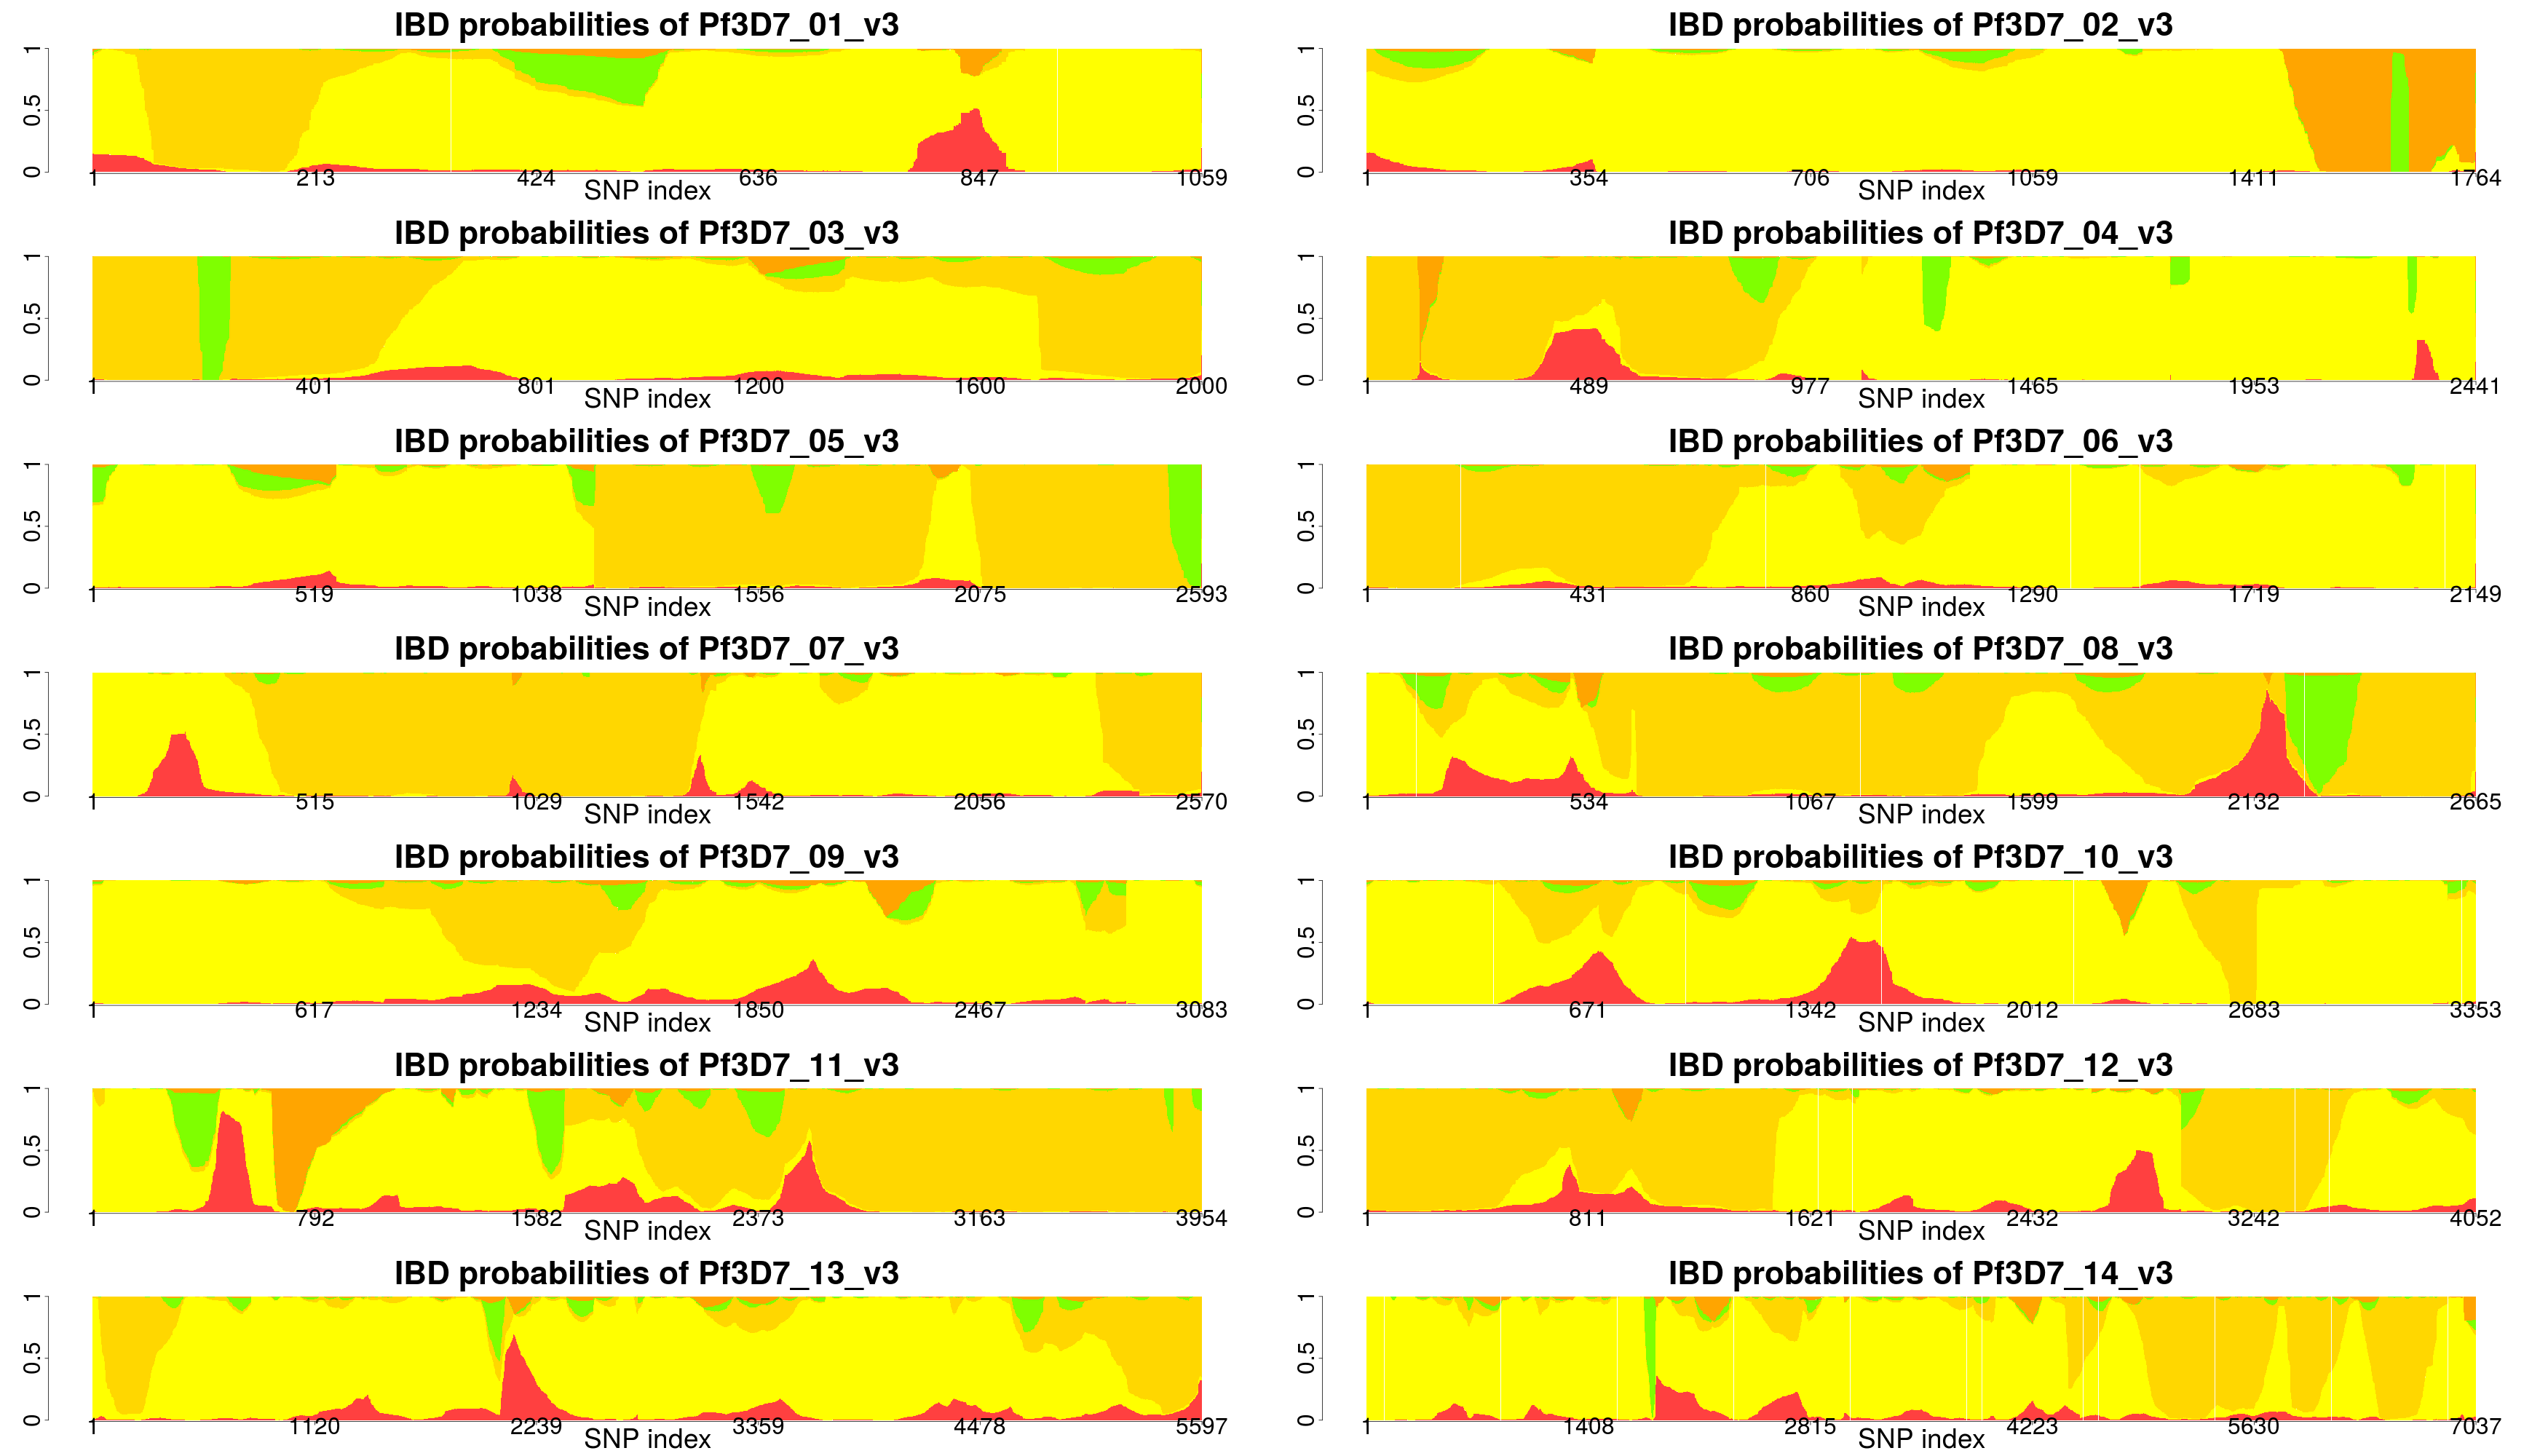 IBD probabilities of Pf3D7_01_v3
1
0.5
0
1 213 424 636 847 1059
SNP index
IBD probabilities of Pf3D7_02_v3
1
0.5
0
1 354 706 1059 1411 1764
SNP index
IBD probabilities of Pf3D7_03_v3
1
0.5
0
1 401 801 1200 1600 2000
SNP index
IBD probabilities of Pf3D7_04_v3
1
0.5
0
1 489 977 1465 1953 2441
SNP index
IBD probabilities of Pf3D7_05_v3
1
0.5
0
1 519 1038 1556 2075 2593
SNP index
IBD probabilities of Pf3D7_06_v3
1
0.5
0
1 431 860 1290 1719 2149
SNP index
IBD probabilities of Pf3D7_07_v3
1
0.5
0
1 515 1029 1542 2056 2570
SNP index
IBD probabilities of Pf3D7_08_v3
1
0.5
0
1 534 1067 1599 2132 2665
SNP index
IBD probabilities of Pf3D7_09_v3
1
0.5
0
1 617 1234 1850 2467 3083
SNP index
IBD probabilities of Pf3D7_10_v3
1
0.5
0
1 671 1342 2012 2683 3353
SNP index
IBD probabilities of Pf3D7_11_v3
1
0.5
0
1 792 1582 2373 3163 3954
SNP index
IBD probabilities of Pf3D7_12_v3
1
0.5
0
1 811 1621 2432 3242 4052
SNP index
IBD probabilities of Pf3D7_13_v3
1
0.5
0
1 1120 2239 3359 4478 5597
SNP index
IBD probabilities of Pf3D7_14_v3
1
0.5
0
1 1408 2815 4223 5630 7037
SNP index